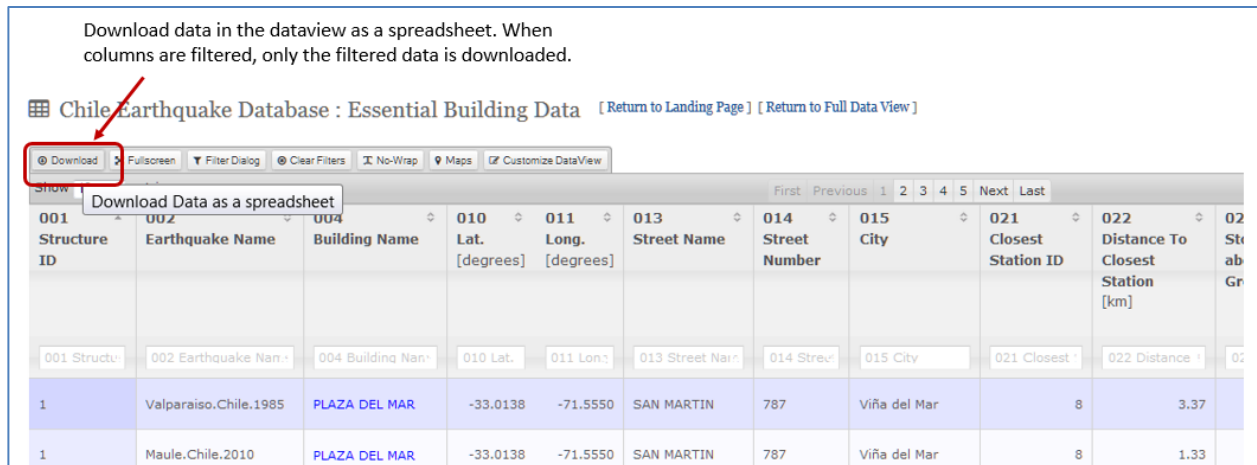 Download data in the dataview as a spreadsheet. When
columns are filtered, only the filtered data is downloaded.
Chile Earthquake Database : Essential Building Data [ Return to Landing Page ] [ Return to Full Data View ]
Download Fullscreen Filter Dialog Clear Filters No-Wrap Maps Customize DataView
Show First Previous 1 2 3 4 5 Next Last
Download Data as a spreadsheet
001 002 004 010 011 013 014 015 021 022
Structure Earthquake Name Building Name Lat. Long. Street Name Street City Closest Distance To
ID [degrees] [degrees] Number Station ID Closest
Station
[km]
001 Structu 002 Earthquake Nam 004 Building Nam 010 Lat. 011 Long 013 Street Nam 014 Stree 015 City 021 Closest 022 Distance
1 Valparaiso.Chile.1985 PLAZA DEL MAR -33.0138 -71.5550 SAN MARTIN 787 Viña del Mar 8 3.37
1 Maule.Chile.2010 PLAZA DEL MAR -33.0138 -71.5550 SAN MARTIN 787 Viña del Mar 8 1.33